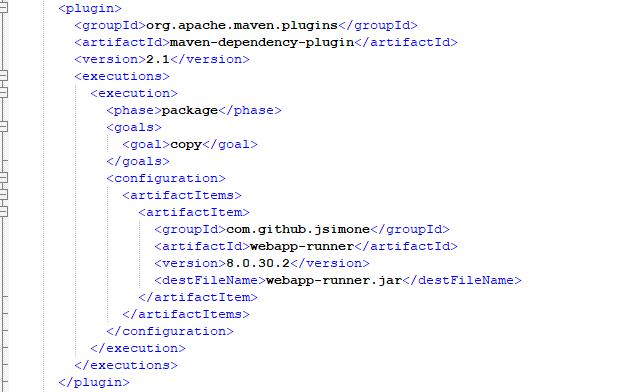 <plugin>
<groupId>org.apache.maven.plugins</groupId>
<artifactId>maven-dependency-plugin</artifactId>
<version>2.1</version>
<executions>
<execution>
<phase>package</phase>
<goals>
<goal>copy</goal>
</goals>
<configuration>
<artifactItems>
<artifactItem>
<groupId>com.github.jsimone</groupId>
<artifactId>webapp-runner</artifactId>
<version>8.0.30.2</version>
<destFileName>webapp-runner.jar</destFileName>
</artifactItem>
</artifactItems>
</configuration>
</execution>
</executions>
</plugin>